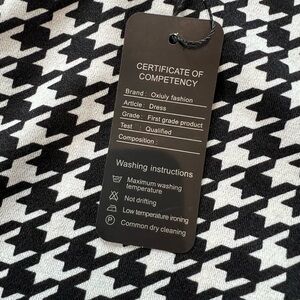 CERTIFICATE OF
COMPETENCY
Brand : Oxiuly fashion
Article : Dress
Grade : First grade product
Test : Qualified
Composition :
Washing instructions
Maximum washing
temperature
Not drifting
Low temperature ironing
P Common dry cleaning